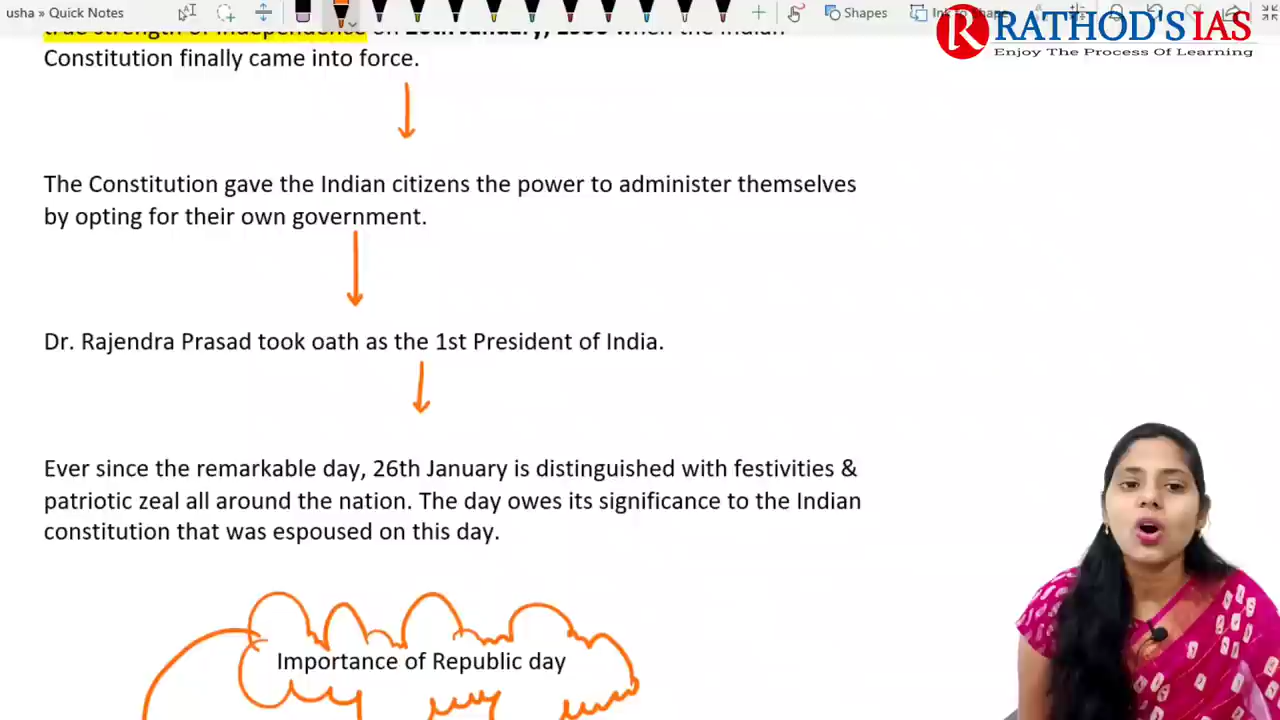 usha » Quick Notes
Shapes
RATHOD'S IAS
Enjoy The Process Of Learning
Constitution finally came into force.
The Constitution gave the Indian citizens the power to administer themselves
by opting for their own government.
Dr. Rajendra Prasad took oath as the 1st President of India.
Ever since the remarkable day, 26th January is distinguished with festivities &
patriotic zeal all around the nation. The day owes its significance to the Indian
constitution that was espoused on this day.
Importance of Republic day